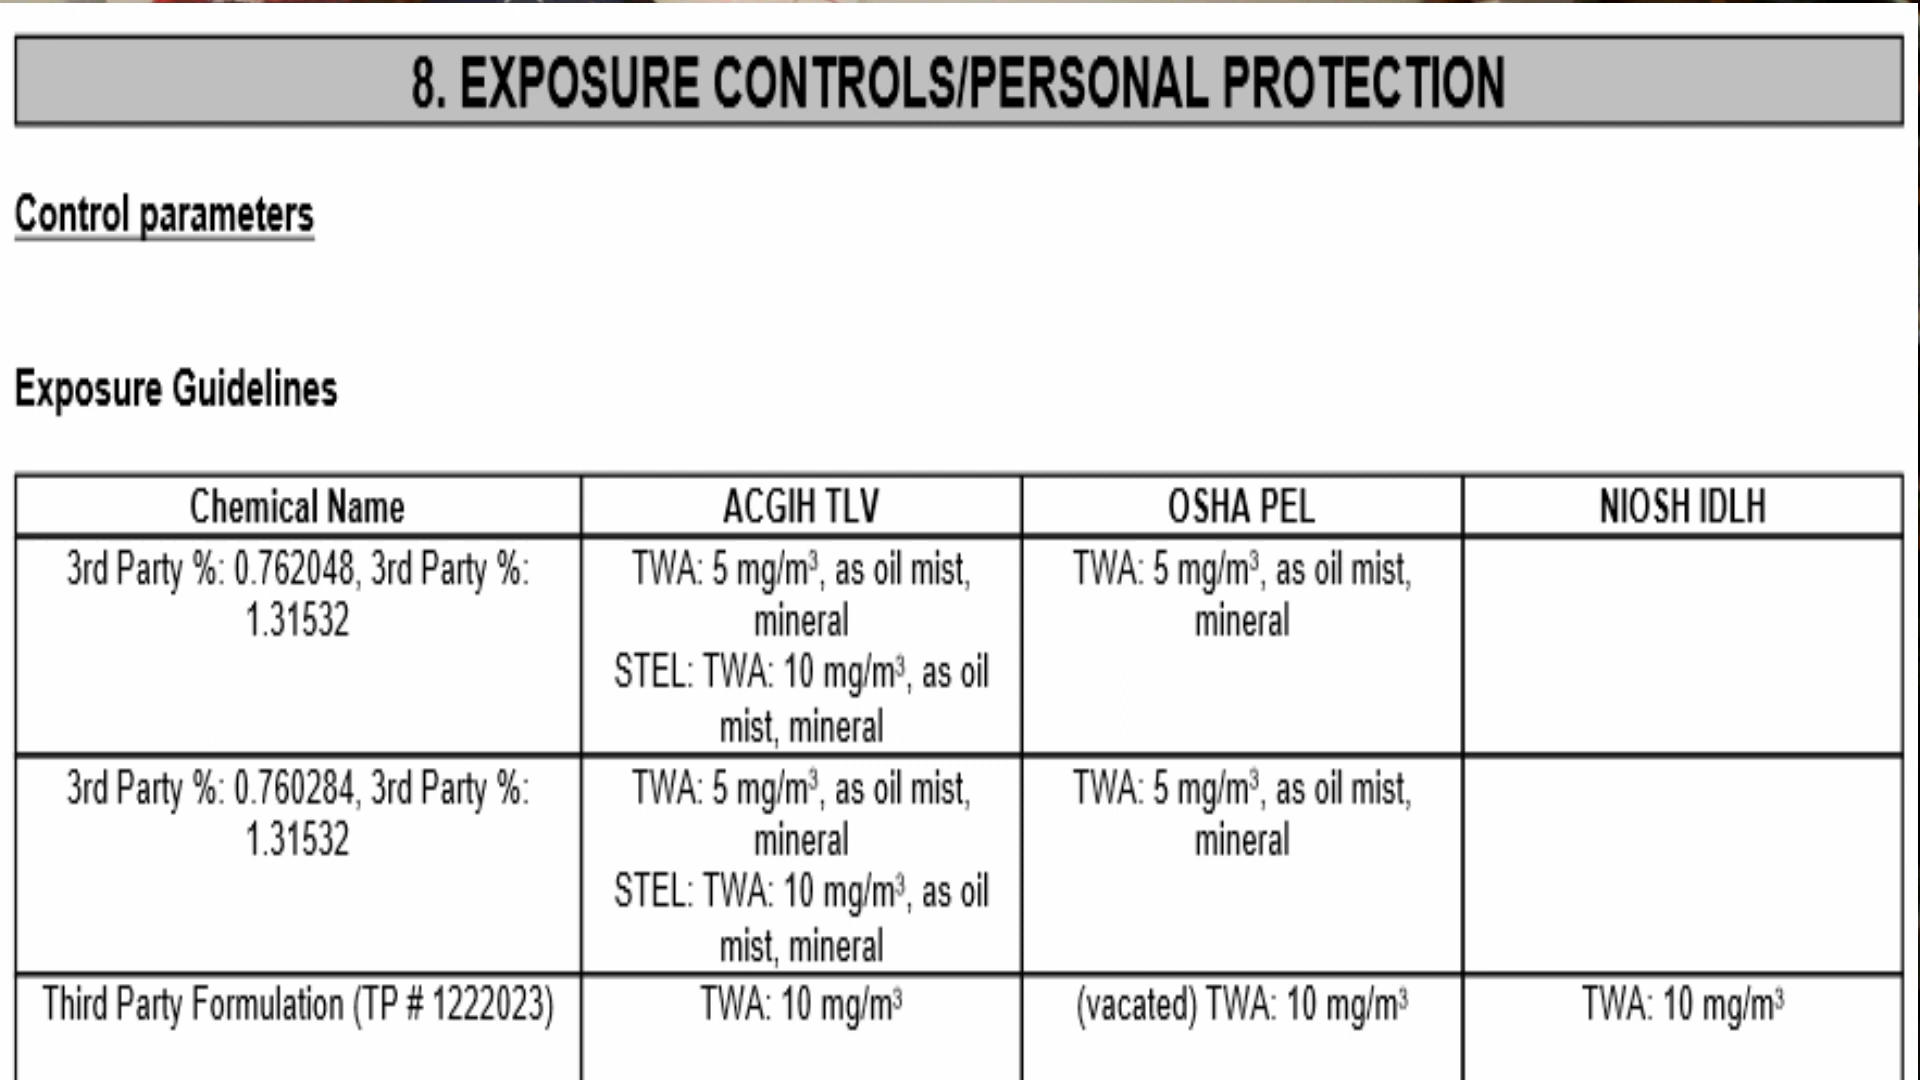 8. EXPOSURE CONTROLS/PERSONAL PROTECTION
Control parameters
Exposure Guidelines
Chemical Name
ACGIH TLV
OSHA PEL
NIOSH IDLH
3rd Party %: 0.762048, 3rd Party %:
1.31532
TWA: 5 mg/m³, as oil mist,
mineral
STEL: TWA: 10 mg/m³, as oil
mist, mineral
TWA: 5 mg/m³, as oil mist,
mineral
3rd Party %: 0.760284, 3rd Party %:
1.31532
TWA: 5 mg/m³, as oil mist,
mineral
STEL: TWA: 10 mg/m³, as oil
mist, mineral
TWA: 5 mg/m³, as oil mist,
mineral
Third Party Formulation (TP # 1222023)
TWA: 10 mg/m³
(vacated) TWA: 10 mg/m³
TWA: 10 mg/m³